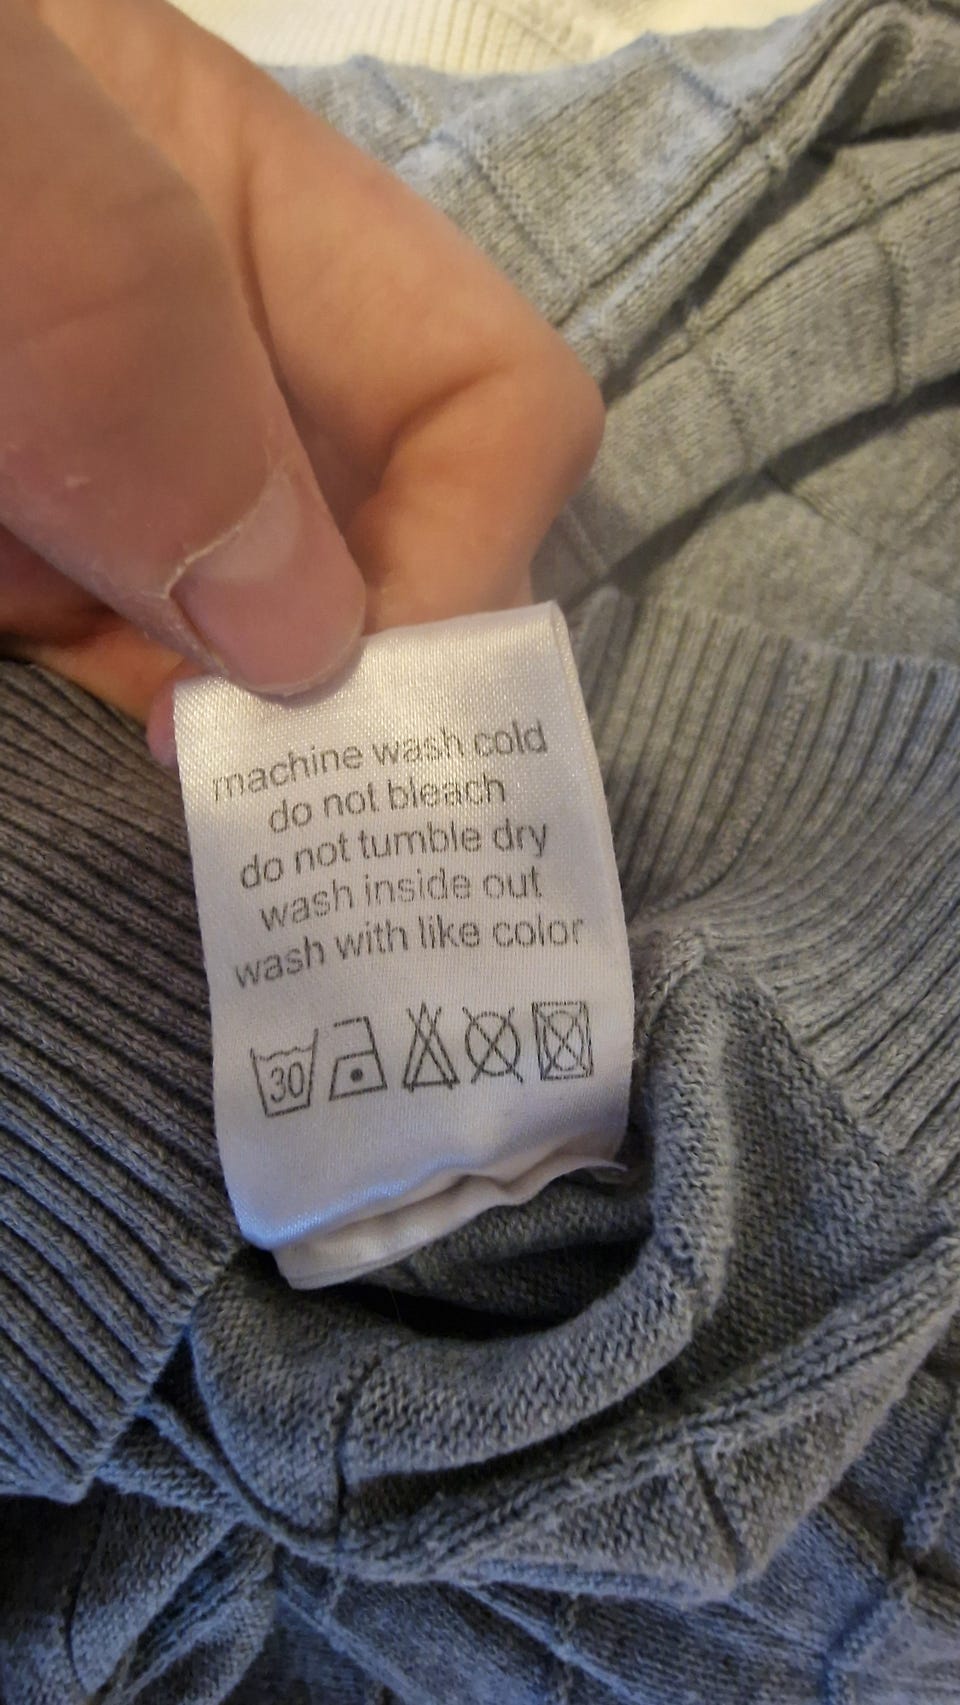 machine wash cold
do not bleach
do not tumble dry
wash inside out
wash with like color
30